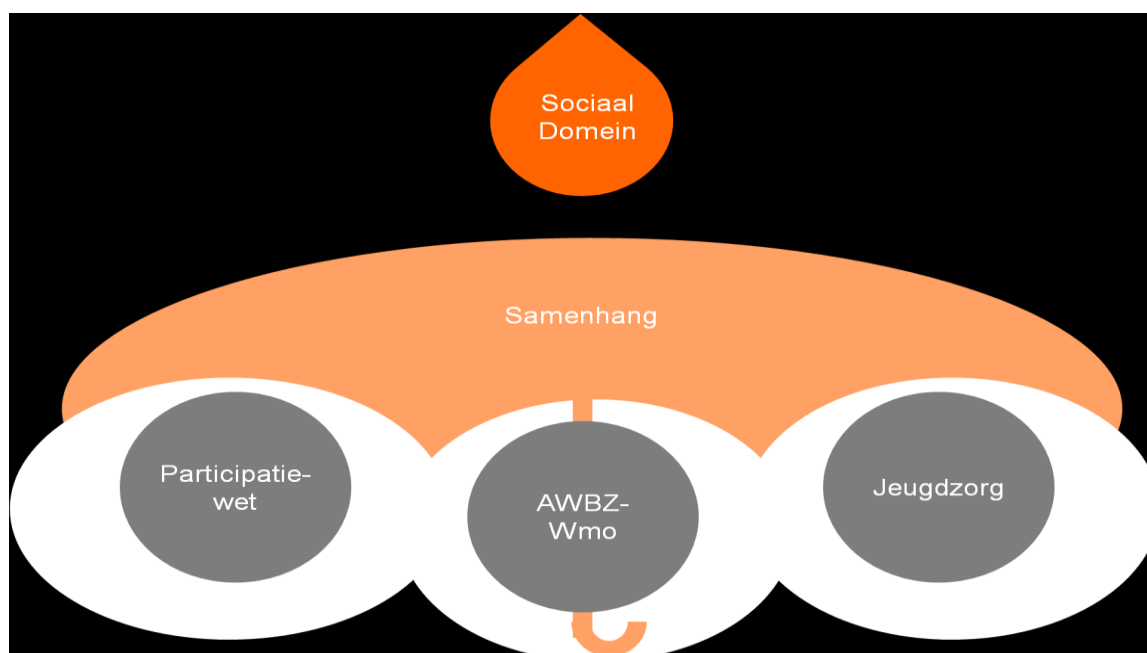 Sociaal
Domein
Samenhang
Participatie-
wet
AWBZ-
Wmo
Jeugdzorg